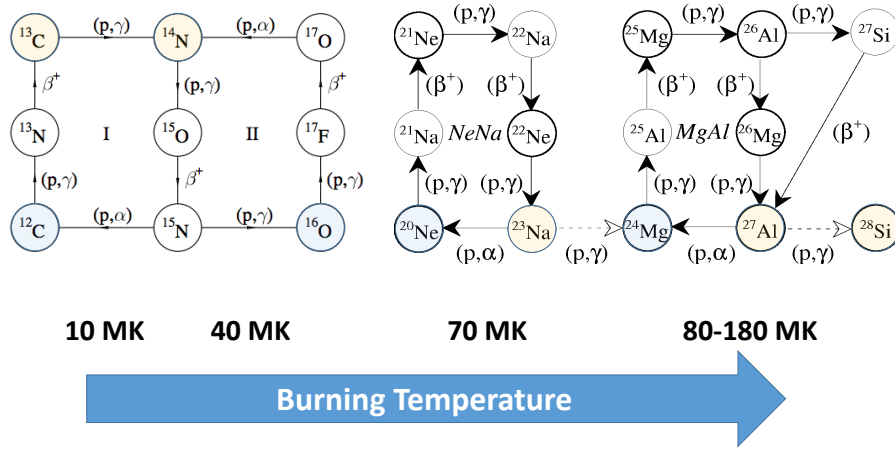 (p,γ) (p,α) (p,γ) (p,γ) (p,γ)
¹³C ¹⁴N ¹⁷O ²¹Ne ²²Na ²⁵Mg ²⁶Al ²⁷Si
β⁺ (p,γ) β⁺ (β⁺) (β⁺) (β⁺) (β⁺)
¹³N I ¹⁵O II ¹⁷F ²¹Na NeNa ²²Ne ²⁵Al MgAl ²⁶Mg (β⁺)
(p,γ) β⁺ (p,γ) (p,γ) (p,γ) (p,γ) (p,γ)
(p,α) (p,γ)
¹²C ¹⁵N ¹⁶O ²⁰Ne ²³Na ²⁴Mg ²⁷Al ²⁸Si
(p,α) (p,γ) (p,α) (p,γ)
10 MK 40 MK 70 MK 80-180 MK
Burning Temperature